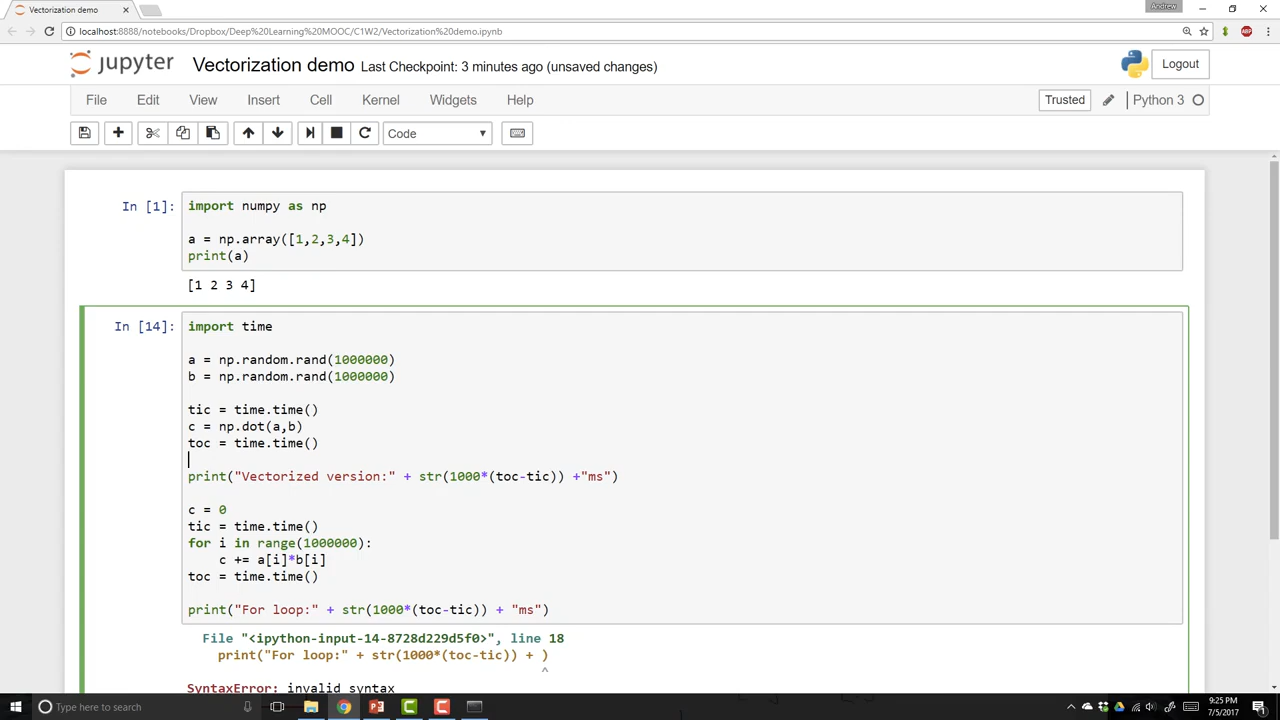 Vectorization demo
Andrew
localhost:8888/notebooks/Dropbox/Deep%20Learning%20MOOC/C1W2/Vectorization%20demo.ipynb
ABP
jupyter Vectorization demo Last Checkpoint: 3 minutes ago (unsaved changes) Logout
File Edit View Insert Cell Kernel Widgets Help Trusted Python 3
Code
In [1]: import numpy as np
a = np.array([1,2,3,4])
print(a)
[1 2 3 4]
In [14]: import time
a = np.random.rand(1000000)
b = np.random.rand(1000000)
tic = time.time()
c = np.dot(a,b)
toc = time.time()
print("Vectorized version:" + str(1000*(toc-tic)) +"ms")
c = 0
tic = time.time()
for i in range(1000000):
    c += a[i]*b[i]
toc = time.time()
print("For loop:" + str(1000*(toc-tic)) + "ms")
File "<ipython-input-14-8728d229d5f0>", line 18
print("For loop:" + str(1000*(toc-tic)) + )
^
SyntaxError: invalid syntax
Type here to search
9:25 PM
7/5/2017